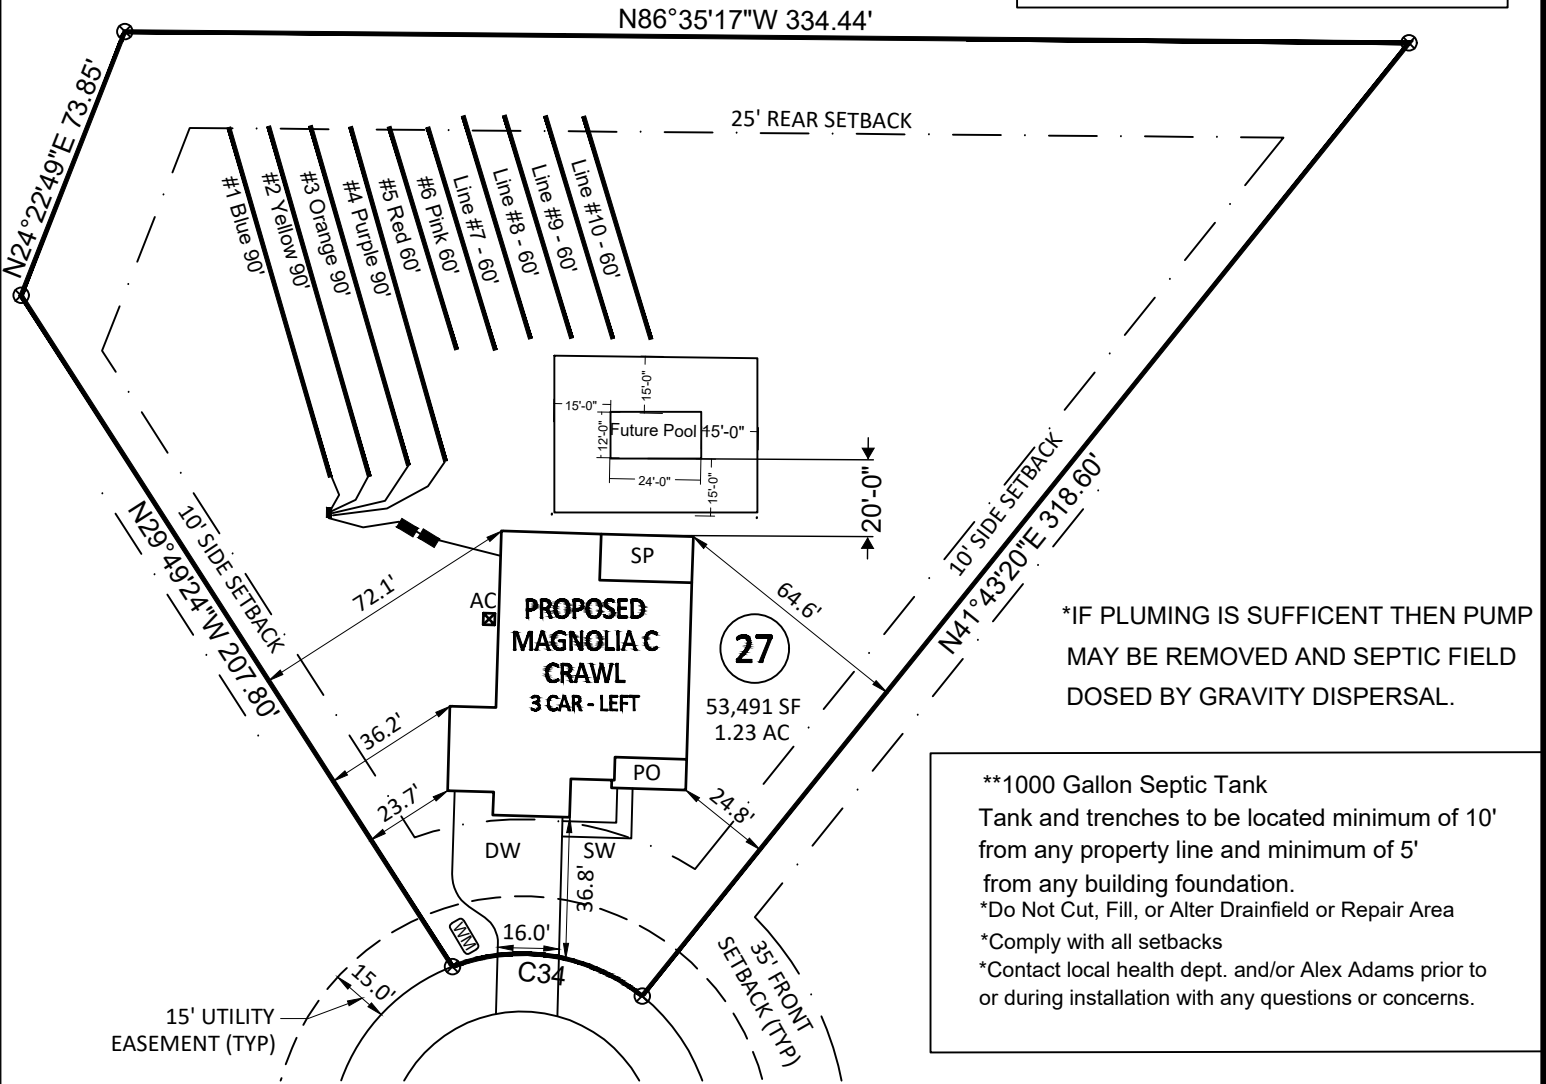 N86°35'17"W 334.44'
N24°22'49"E 73.85'
25' REAR SETBACK
#1 Blue 90'
#2 Yellow 90'
#3 Orange 90'
#4 Purple 90'
#5 Red 60'
#6 Pink 60'
Line #7 - 60'
Line #8 - 60'
Line #9 - 60'
Line #10 - 60'
15'-0"
15'-0"
12'-0"
Future Pool
15'-0"
24'-0"
15'-0"
20'-0"
10' SIDE SETBACK
N29°49'24"W 207.80'
10' SIDE SETBACK
N41°43'20"E 318.60'
72.1'
64.6'
SP
AC
PROPOSED
MAGNOLIA C
CRAWL
3 CAR - LEFT
27
53,491 SF
1.23 AC
36.2'
23.7'
PO
24.8'
DW
SW
36.8'
WM
16.0'
C34
15.0'
15' UTILITY
EASEMENT (TYP)
35' FRONT
SETBACK (TYP)
*IF PLUMING IS SUFFICENT THEN PUMP
MAY BE REMOVED AND SEPTIC FIELD
DOSED BY GRAVITY DISPERSAL.
**1000 Gallon Septic Tank
Tank and trenches to be located minimum of 10'
from any property line and minimum of 5'
from any building foundation.
*Do Not Cut, Fill, or Alter Drainfield or Repair Area
*Comply with all setbacks
*Contact local health dept. and/or Alex Adams prior to
or during installation with any questions or concerns.